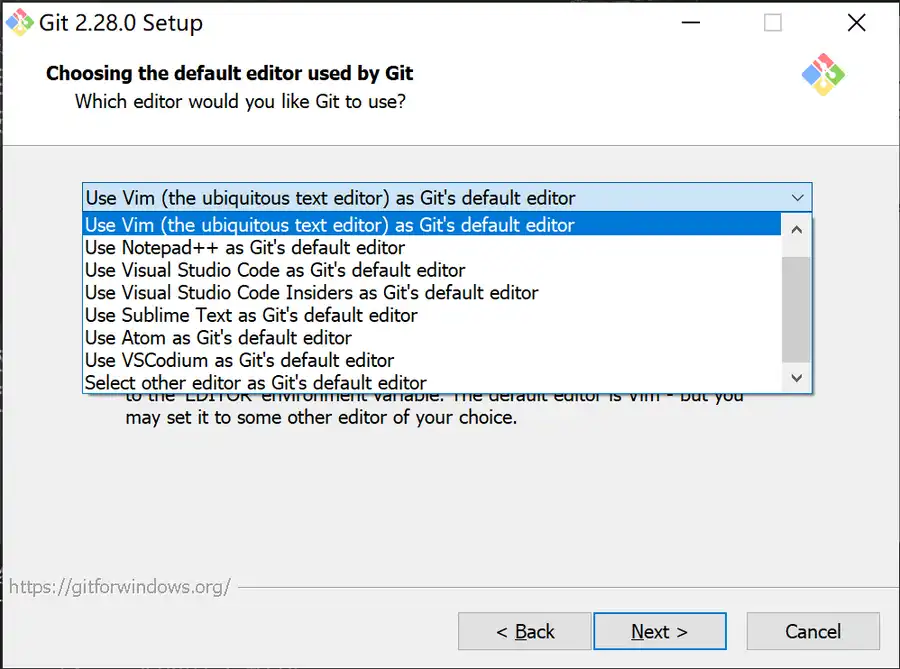 Git 2.28.0 Setup
Choosing the default editor used by Git
Which editor would you like Git to use?
Use Vim (the ubiquitous text editor) as Git's default editor
Use Vim (the ubiquitous text editor) as Git's default editor
Use Notepad++ as Git's default editor
Use Visual Studio Code as Git's default editor
Use Visual Studio Code Insiders as Git's default editor
Use Sublime Text as Git's default editor
Use Atom as Git's default editor
Use VSCodium as Git's default editor
Select other editor as Git's default editor
to the 'EDITOR' environment variable. The default editor is Vim - but you
may set it to some other editor of your choice.
https://gitforwindows.org/
< Back
Next >
Cancel